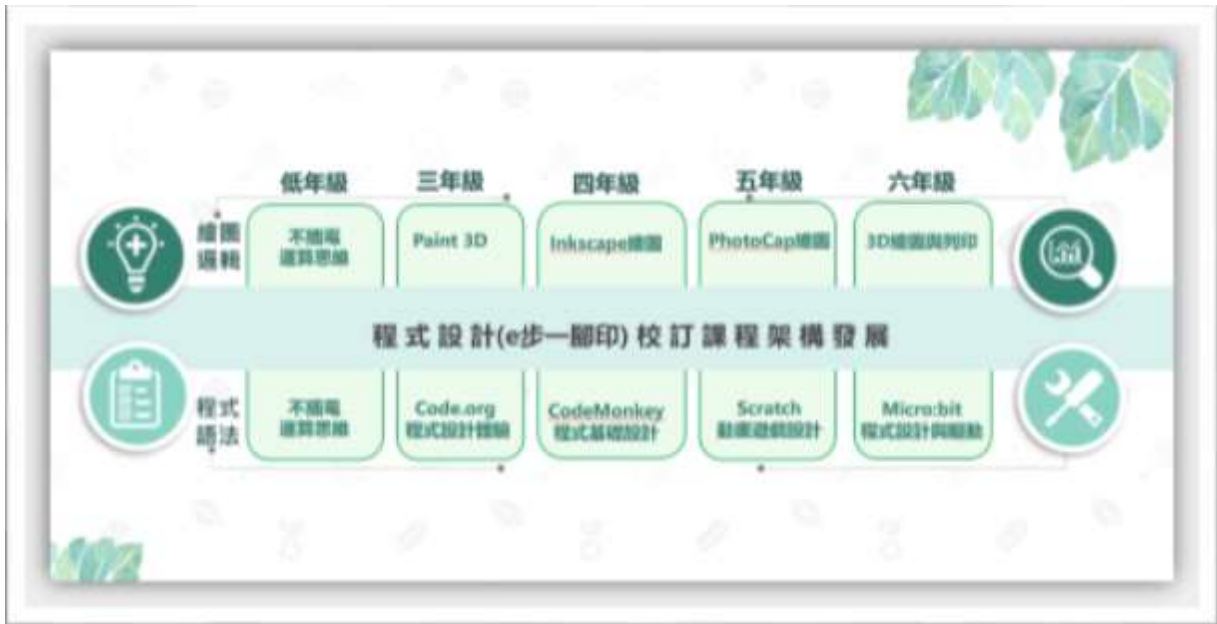 低年級
三年級
四年級
五年級
六年級
繪圖
邏輯
不插電
運算思維
Paint 3D
Inkscape繪圖
PhotoCap繪圖
3D繪圖與列印
程式設計(e步一腳印)校訂課程架構發展
程式
語法
不插電
運算思維
Code.org
程式設計體驗
CodeMonkey
程式基礎設計
Scratch
動畫遊戲設計
Micro:bit
程式設計與驅動